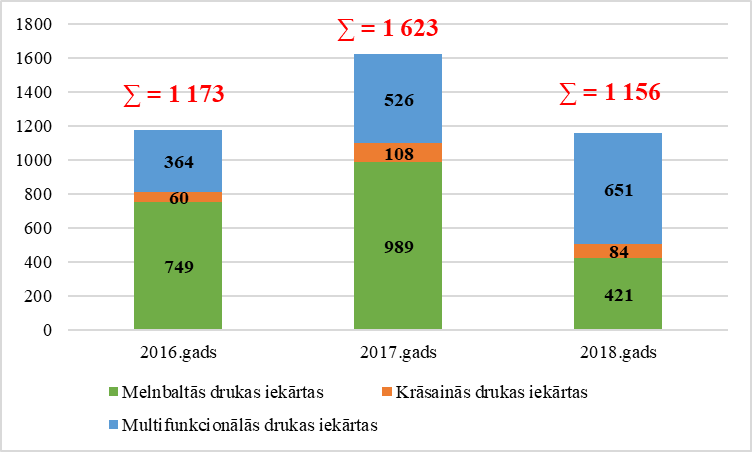 1800
1600
1400
1200
1000
800
600
400
200
0
∑ = 1 173
∑ = 1 623
∑ = 1 156
364
60
749
526
108
989
651
84
421
2016.gads
2017.gads
2018.gads
Melnbaltās drukas iekārtas
Krāsainās drukas iekārtas
Multifunkcionālās drukas iekārtas